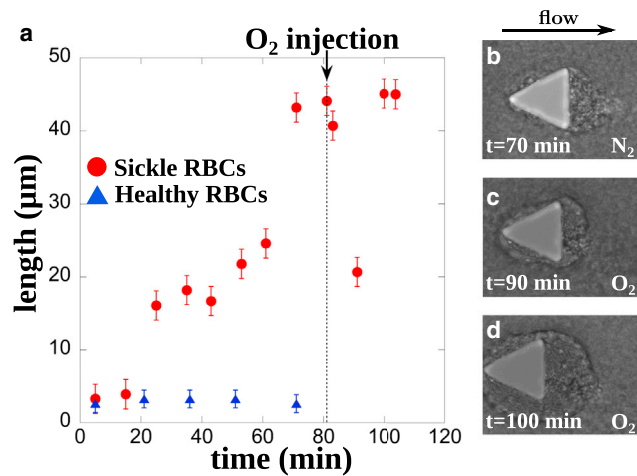 a
O₂ injection
50
40
30
20
10
0
length (µm)
Sickle RBCs
Healthy RBCs
0 20 40 60 80 100 120
time (min)
flow
b
t=70 min N₂
c
t=90 min O₂
d
t=100 min O₂